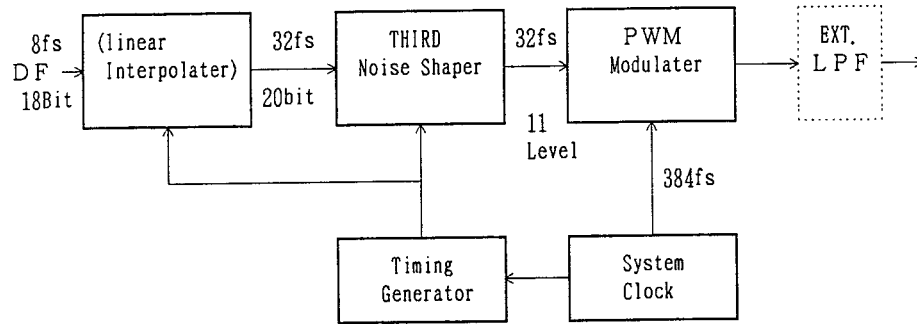 8fs
DF
18Bit
(linear
Interpolater)
32fs
20bit
THIRD
Noise Shaper
32fs
11
Level
PWM
Modulater
EXT.
LPF
384fs
Timing
Generator
System
Clock